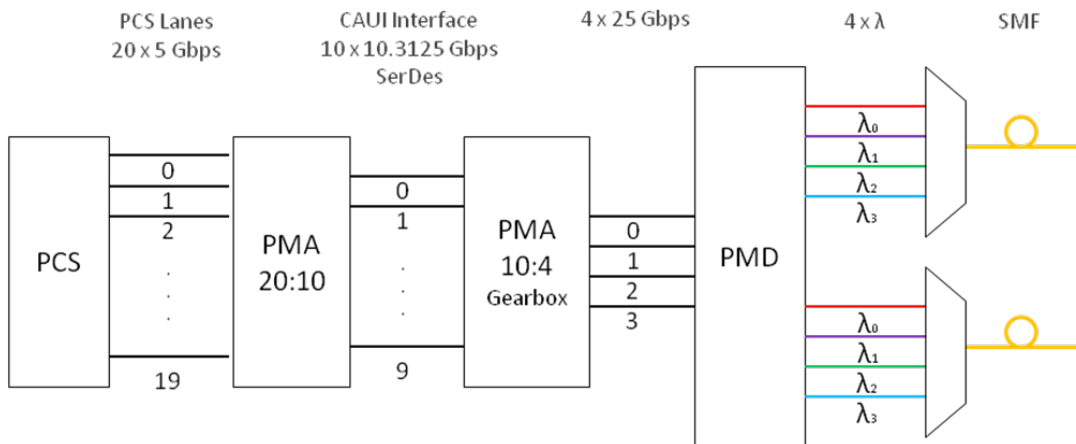 PCS Lanes
20 x 5 Gbps
CAUI Interface
10 x 10.3125 Gbps
SerDes
4 x 25 Gbps
4 x λ
SMF
PCS
0
1
2
.
.
.
19
PMA
20:10
0
1
.
.
.
9
PMA
10:4
Gearbox
0
1
2
3
PMD
λ0
λ1
λ2
λ3
λ0
λ1
λ2
λ3